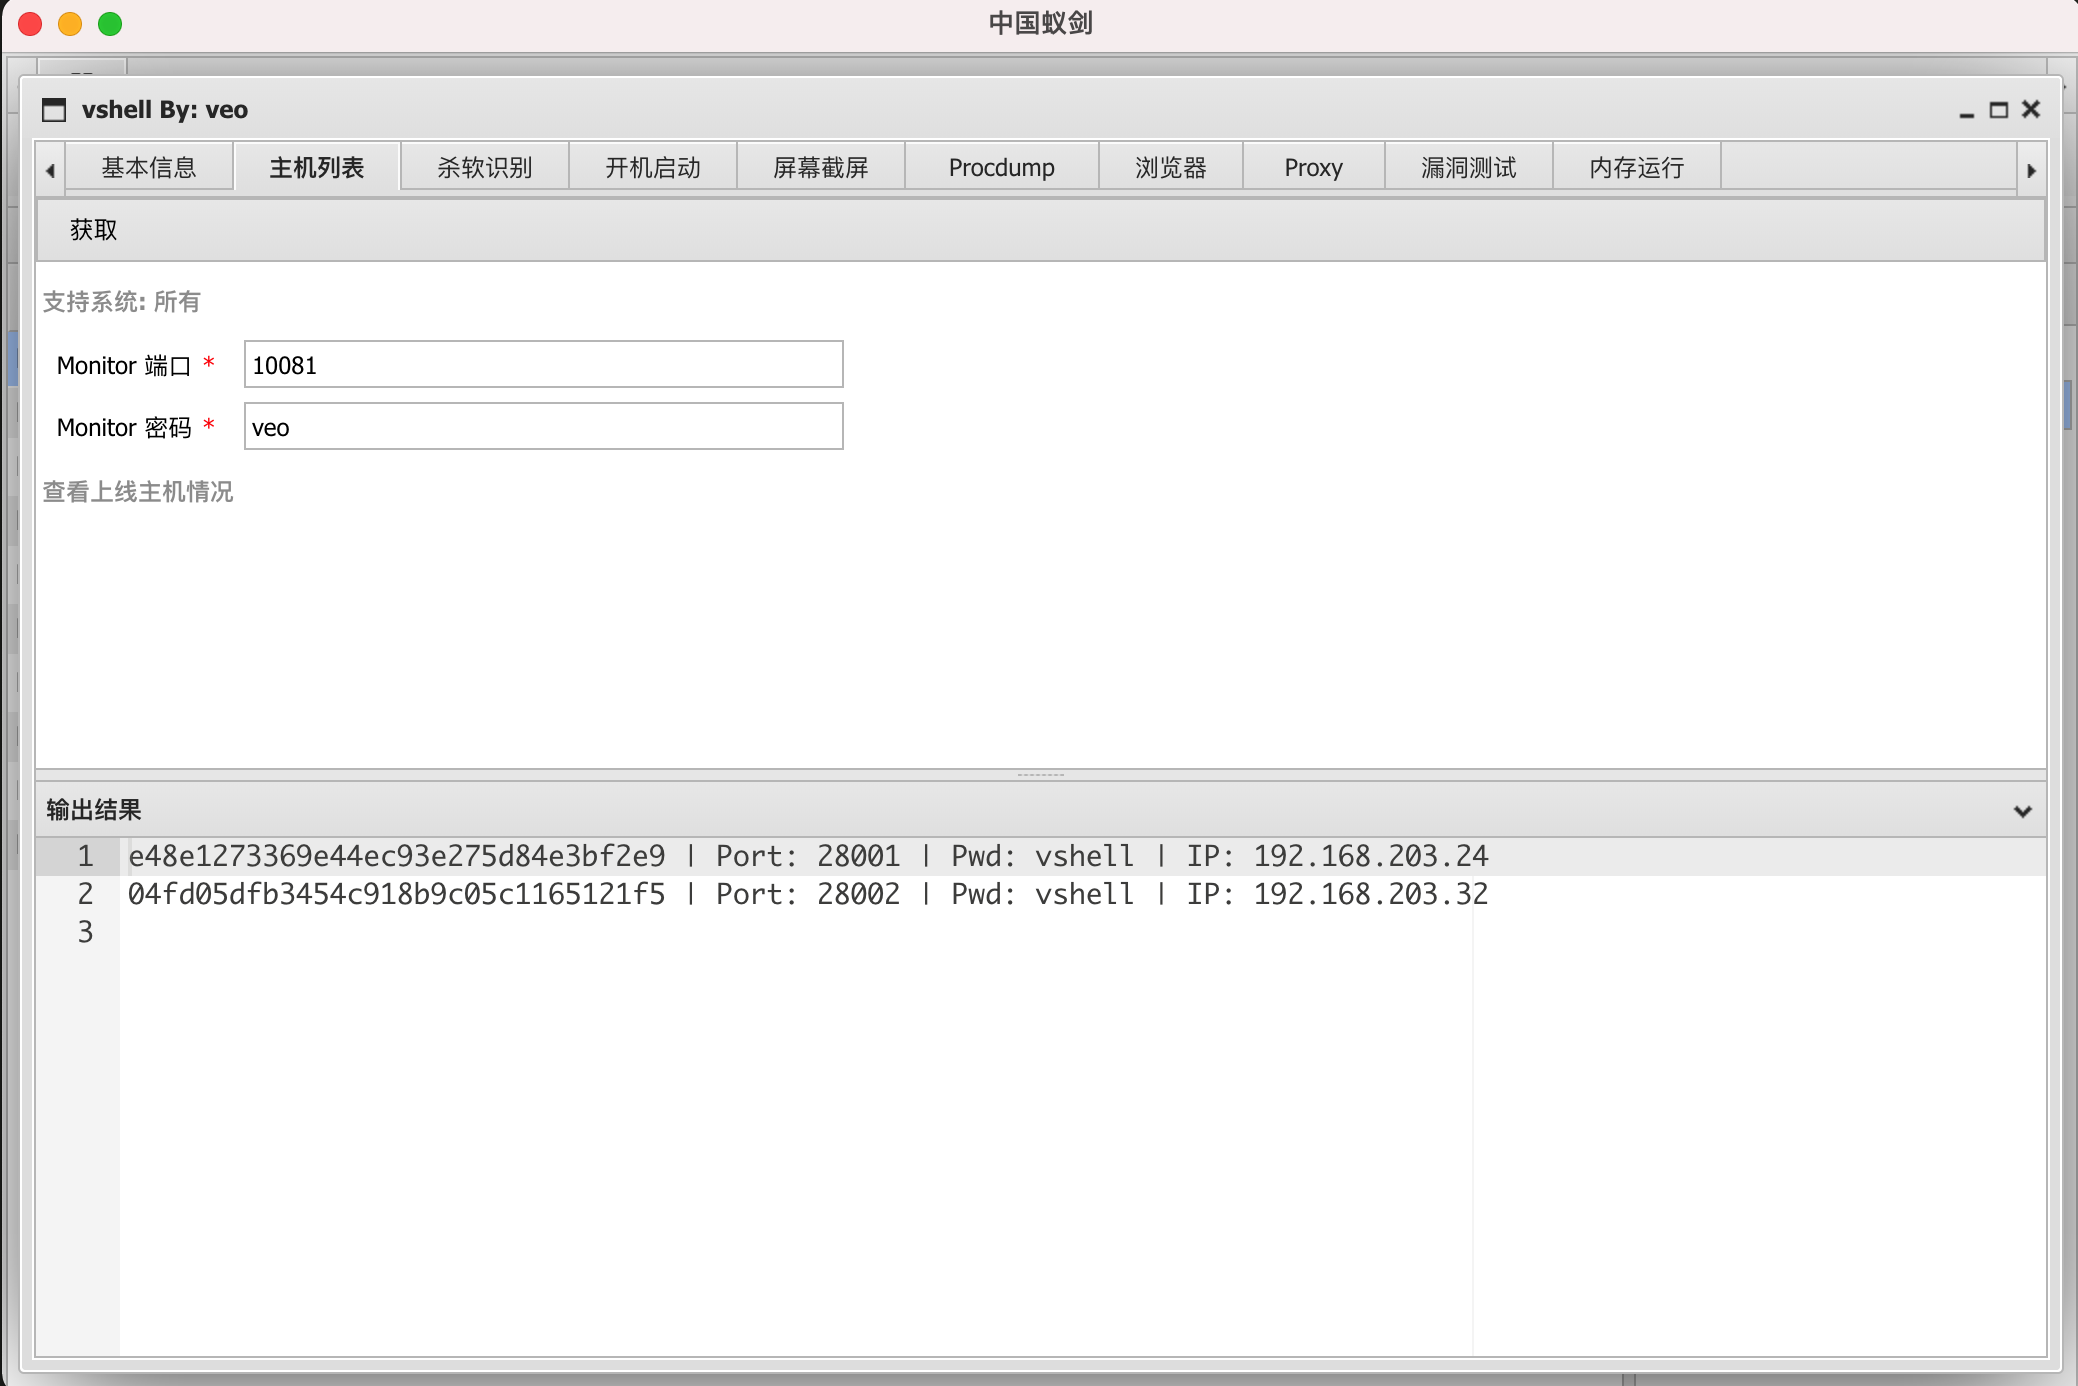 中国蚁剑
vshell By: veo
基本信息 主机列表 杀软识别 开机启动 屏幕截屏 Procdump 浏览器 Proxy 漏洞测试 内存运行
获取
支持系统: 所有
Monitor 端口 * 10081
Monitor 密码 * veo
查看上线主机情况
输出结果
1 e48e1273369e44ec93e275d84e3bf2e9 | Port: 28001 | Pwd: vshell | IP: 192.168.203.24
2 04fd05dfb3454c918b9c05c1165121f5 | Port: 28002 | Pwd: vshell | IP: 192.168.203.32
3